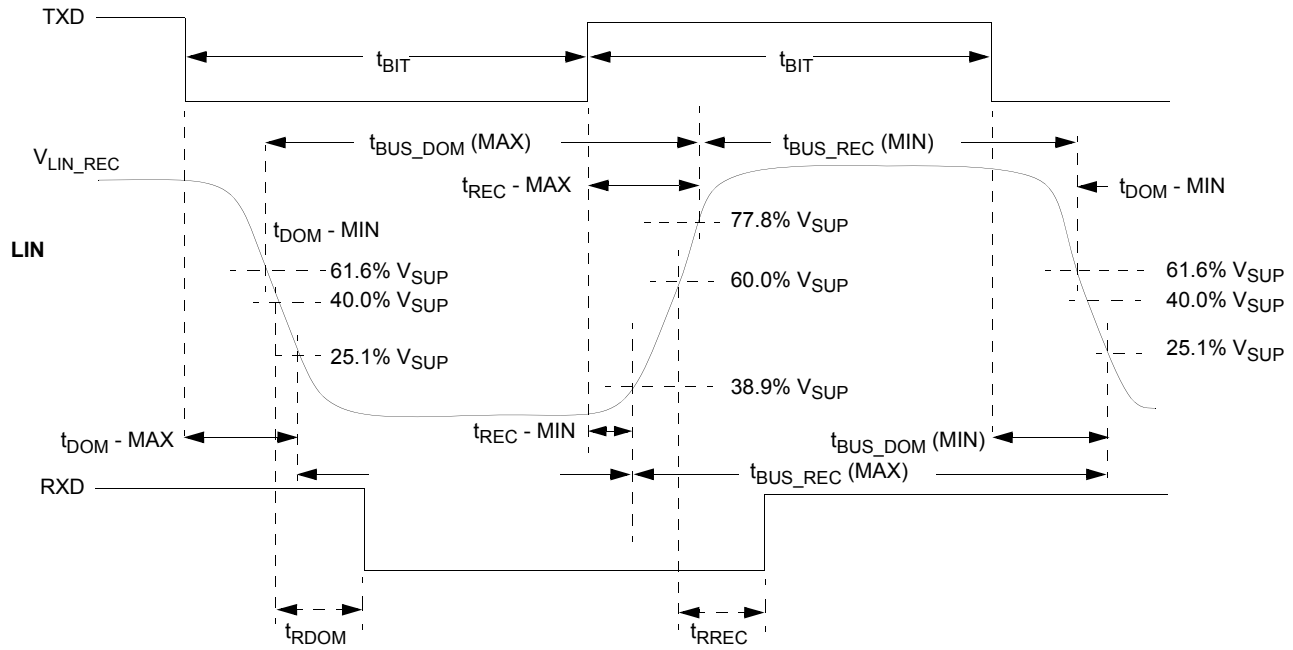 TXD
tBIT
tBIT
tBUS_DOM (MAX)
tBUS_REC (MIN)
VLIN_REC
tREC - MAX
tDOM - MIN
77.8% VSUP
tDOM - MIN
LIN
61.6% VSUP
60.0% VSUP
61.6% VSUP
40.0% VSUP
40.0% VSUP
25.1% VSUP
25.1% VSUP
38.9% VSUP
tDOM - MAX
tREC - MIN
tBUS_DOM (MIN)
tBUS_REC (MAX)
RXD
tRDOM
tRREC